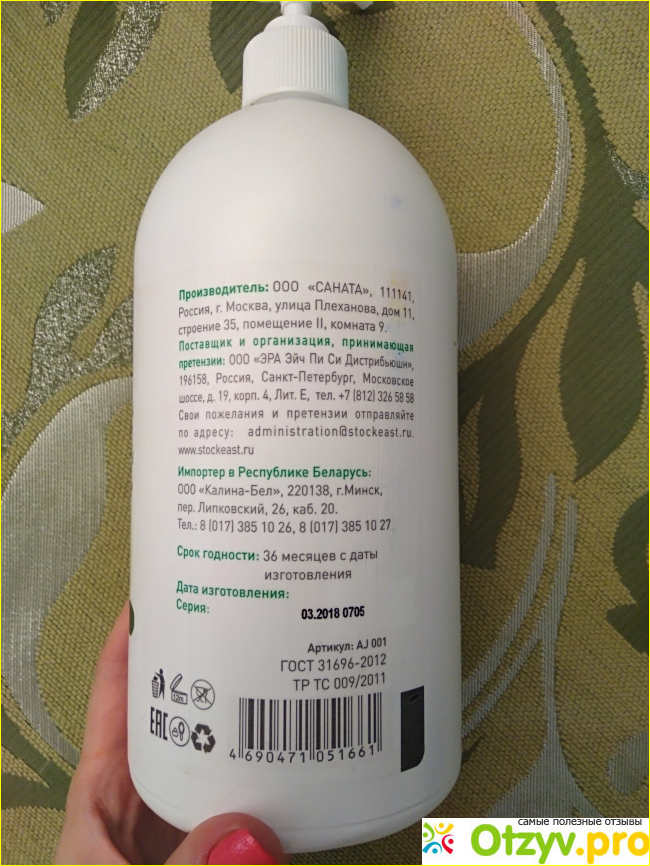 Производитель: ООО «САНАТА», 111141,
Россия, г. Москва, улица Плеханова, дом 11,
строение 35, помещение II, комната 9.
Поставщик и организация, принимающая
претензии: ООО «ЭРА Эйч Пи Си Дистрибьюшн»,
196158, Россия, Санкт-Петербург, Московское
шоссе, д. 19, корп. 4, Лит. Е, тел. +7 (812) 326 58 58
Свои пожелания и претензии отправляйте
по адресу: administration@stockeast.ru.
www.stockeast.ru
Импортер в Республике Беларусь:
ООО «Калина-Бел», 220138, г.Минск,
пер. Липковский, 26, каб. 20.
Тел.: 8 (017) 385 10 26, 8 (017) 385 10 27
Срок годности: 36 месяцев с даты
изготовления
Дата изготовления:
Серия:
03.2018 0705
Артикул: AJ 001
ГОСТ 31696-2012
ТР ТС 009/2011
12m
EAC
4 690471 051661
самые полезные отзывы
Otzyv.pro